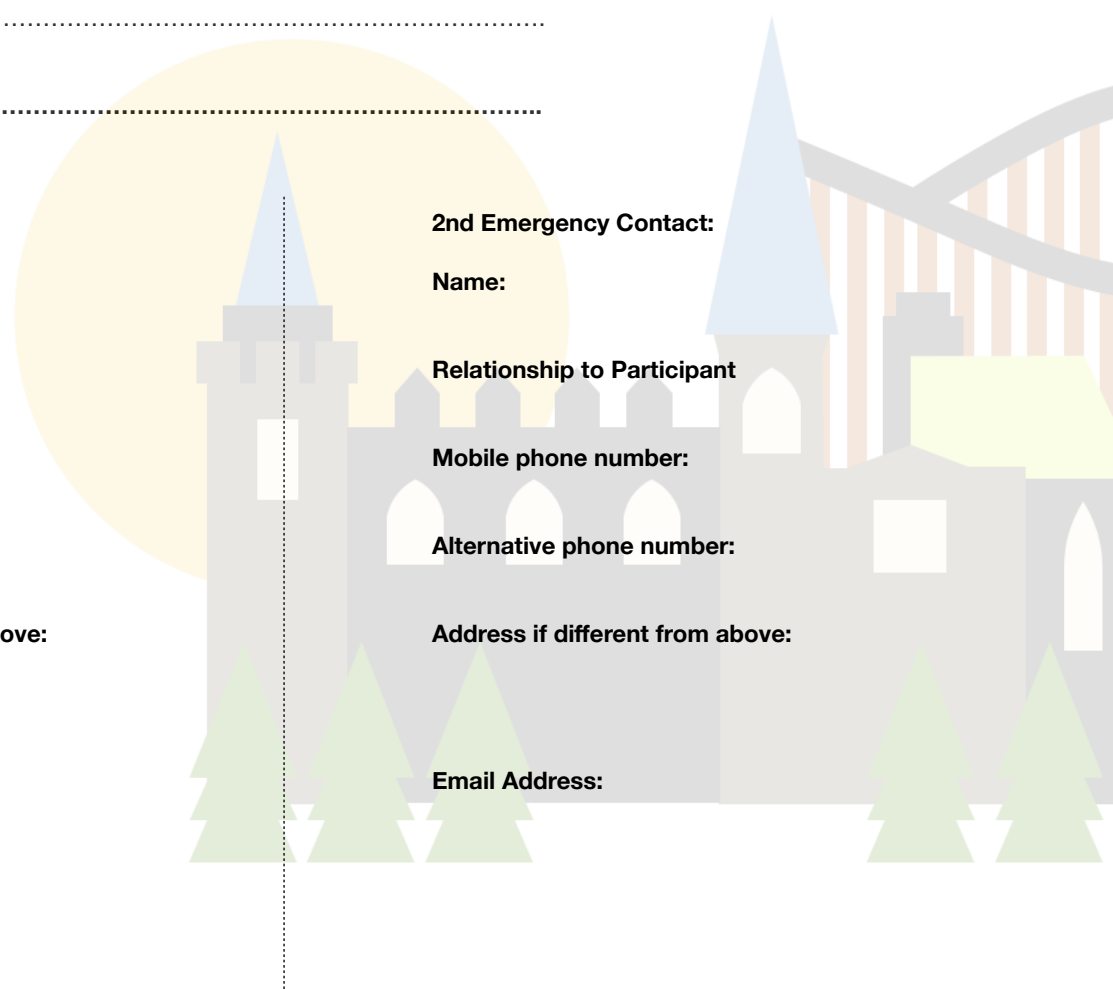 2nd Emergency Contact:
Name:
Relationship to Participant
Mobile phone number:
Alternative phone number:
ove:
Address if different from above:
Email Address: